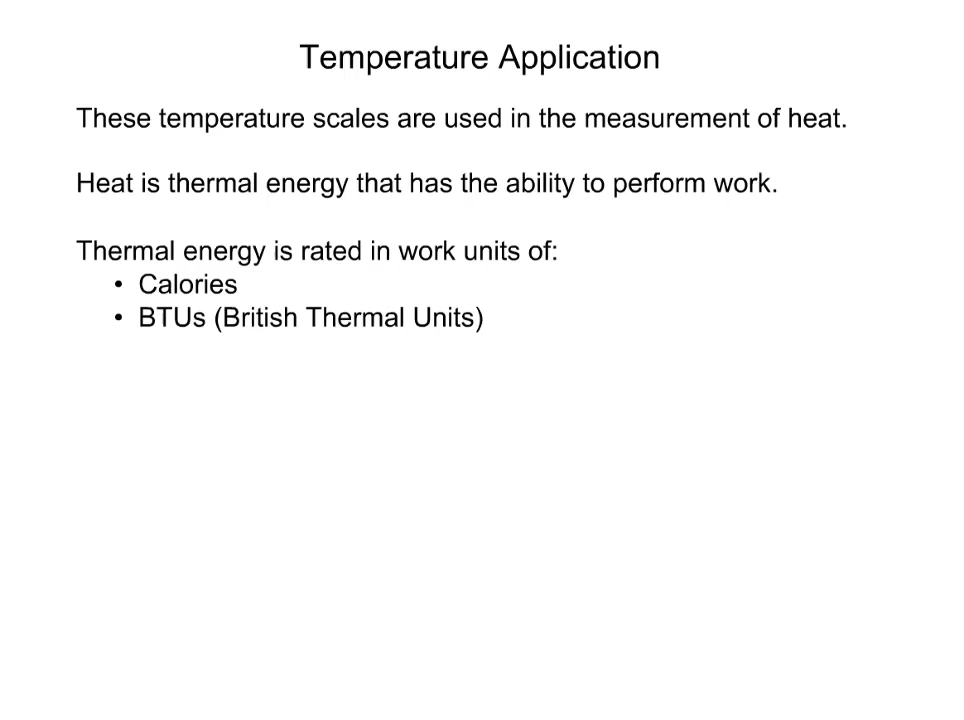 Temperature Application
These temperature scales are used in the measurement of heat.
Heat is thermal energy that has the ability to perform work.
Thermal energy is rated in work units of:
• Calories
• BTUs (British Thermal Units)